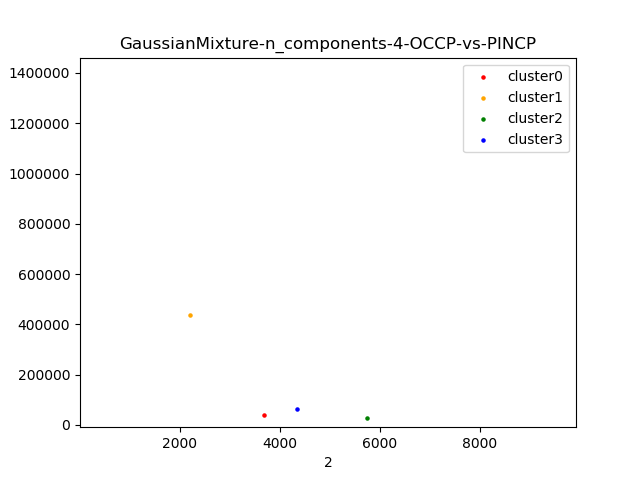 GaussianMixture-n_components-4-OCCP-vs-PINCP
1400000
1200000
1000000
800000
600000
400000
200000
0
cluster0
cluster1
cluster2
cluster3
2000 4000 6000 8000
2